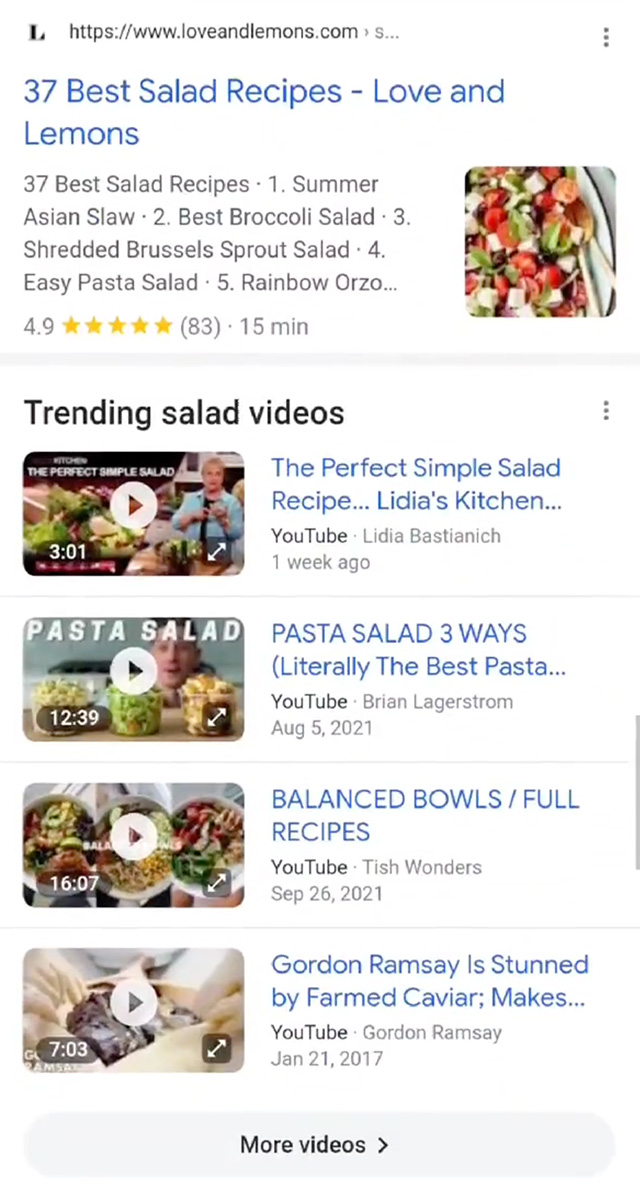 L
https://www.loveandlemons.com › s...
37 Best Salad Recipes - Love and
Lemons
37 Best Salad Recipes · 1. Summer
Asian Slaw · 2. Best Broccoli Salad · 3.
Shredded Brussels Sprout Salad · 4.
Easy Pasta Salad · 5. Rainbow Orzo...
4.9 ★★★★★ (83) · 15 min
Trending salad videos
KITCHEN
THE PERFECT SIMPLE SALAD
3:01
The Perfect Simple Salad
Recipe... Lidia's Kitchen...
YouTube · Lidia Bastianich
1 week ago
PASTA SALAD
12:39
PASTA SALAD 3 WAYS
(Literally The Best Pasta...
YouTube · Brian Lagerstrom
Aug 5, 2021
16:07
BALANCED BOWLS / FULL
RECIPES
YouTube · Tish Wonders
Sep 26, 2021
7:03
Gordon Ramsay Is Stunned
by Farmed Caviar; Makes...
YouTube · Gordon Ramsay
Jan 21, 2017
More videos >